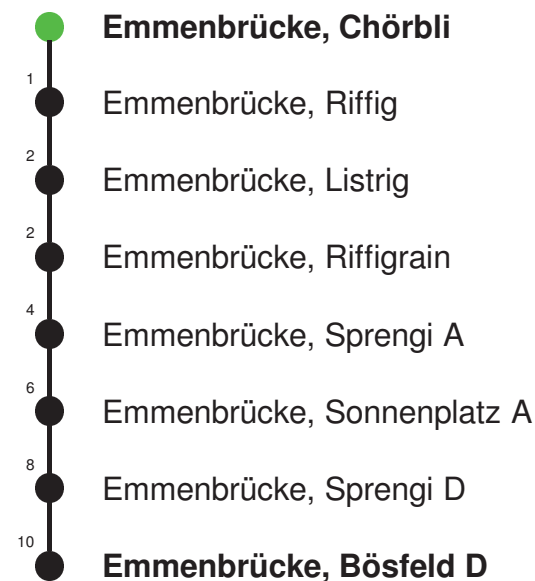 Emmenbrücke, Chörbli
1
Emmenbrücke, Riffig
2
Emmenbrücke, Listrig
2
Emmenbrücke, Riffigrain
4
Emmenbrücke, Sprengi A
6
Emmenbrücke, Sonnenplatz A
8
Emmenbrücke, Sprengi D
10
Emmenbrücke, Bösfeld D